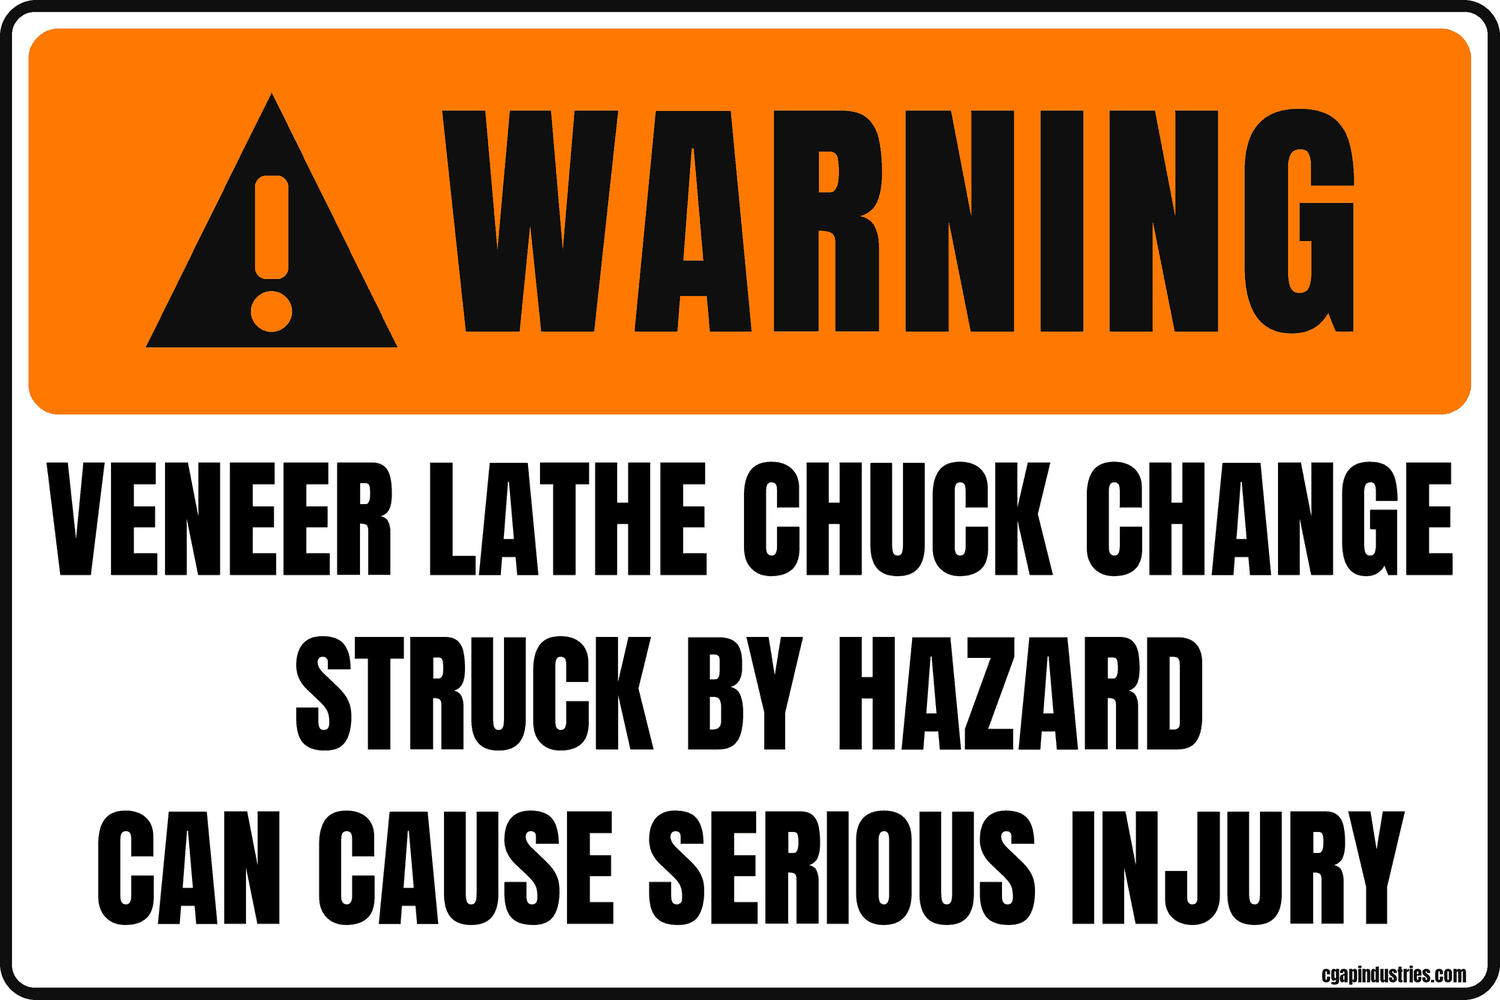 WARNING
VENEER LATHE CHUCK CHANGE
STRUCK BY HAZARD
CAN CAUSE SERIOUS INJURY
cgapindustries.com